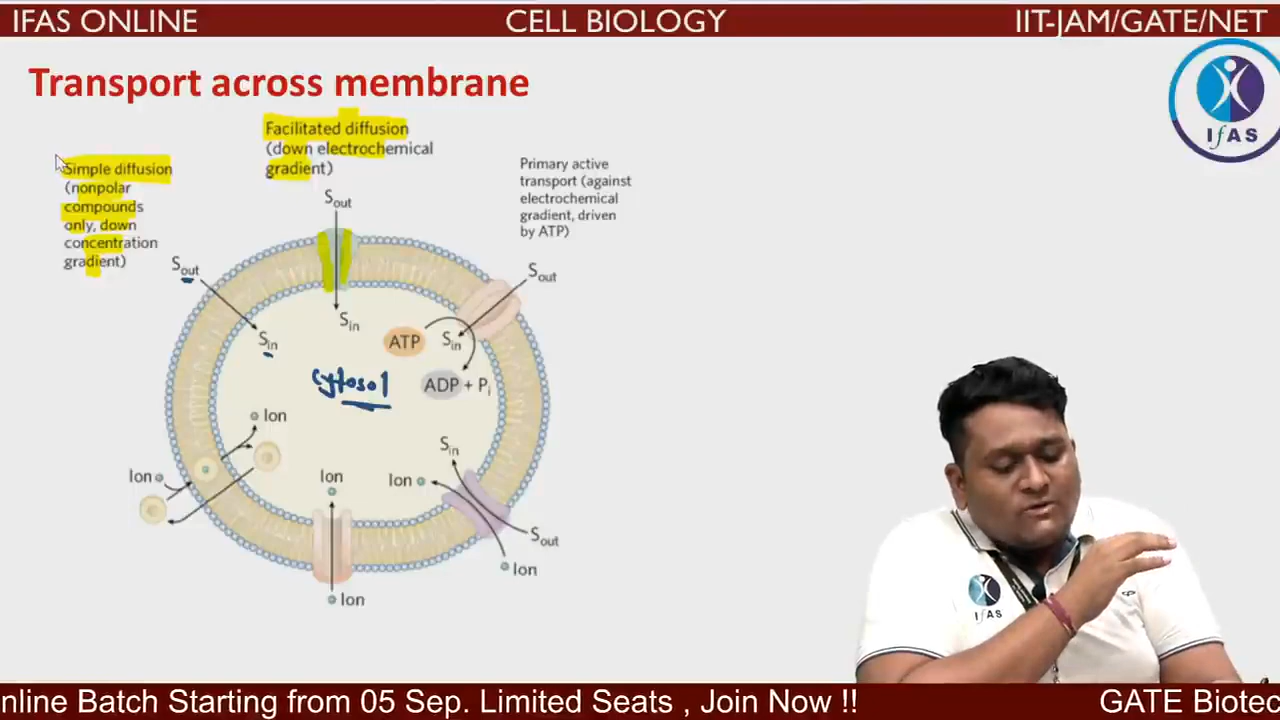 IFAS ONLINE
CELL BIOLOGY
IIT-JAM/GATE/NET
Transport across membrane
IfAS
Facilitated diffusion
(down electrochemical
gradient)
Simple diffusion
(nonpolar
compounds
only, down
concentration
gradient)
Primary active
transport (against
electrochemical
gradient, driven
by ATP)
Sout
Sout
Sout
Sin
Sin
ATP
Sin
cytosol
ADP + Pi
Ion
Sin
Ion
Ion
Ion
Sout
Ion
Ion
IfAS
nline Batch Starting from 05 Sep. Limited Seats , Join Now !!
GATE Biotec